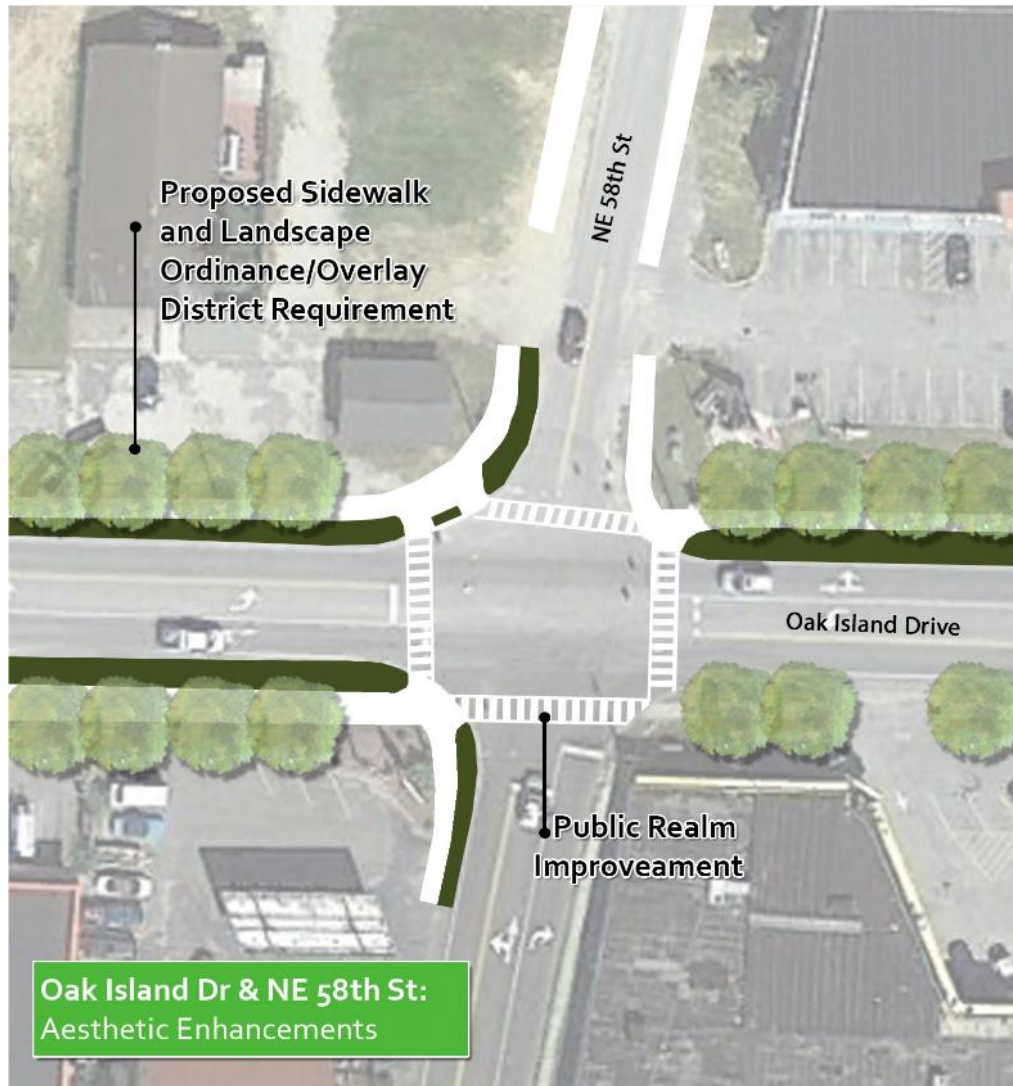 NE 58th St
Proposed Sidewalk
and Landscape
Ordinance/Overlay
District Requirement
Oak Island Drive
Public Realm
Improveament
Oak Island Dr & NE 58th St:
Aesthetic Enhancements